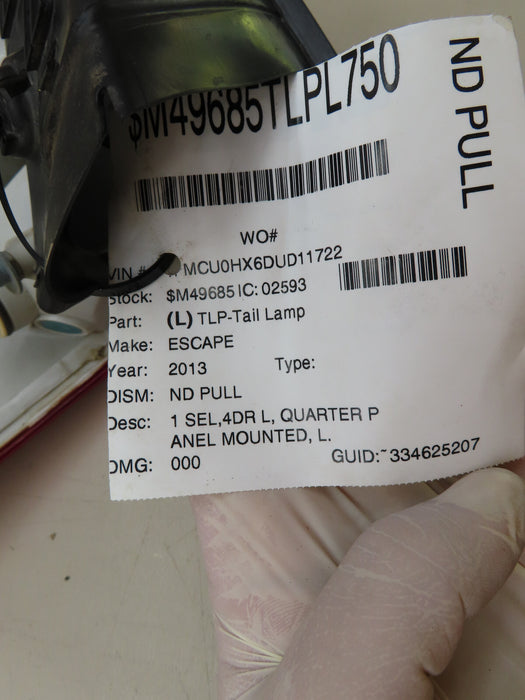 $M49685TLPL750
ND PULL
WO#
VIN # MCU0HX6DUD11722
Stock: $M49685 IC: 02593
Part: (L) TLP-Tail Lamp
Make: ESCAPE
Year: 2013 Type:
DISM: ND PULL
Desc: 1 SEL,4DR L, QUARTER P
ANEL MOUNTED, L.
DMG: 000 GUID:~334625207